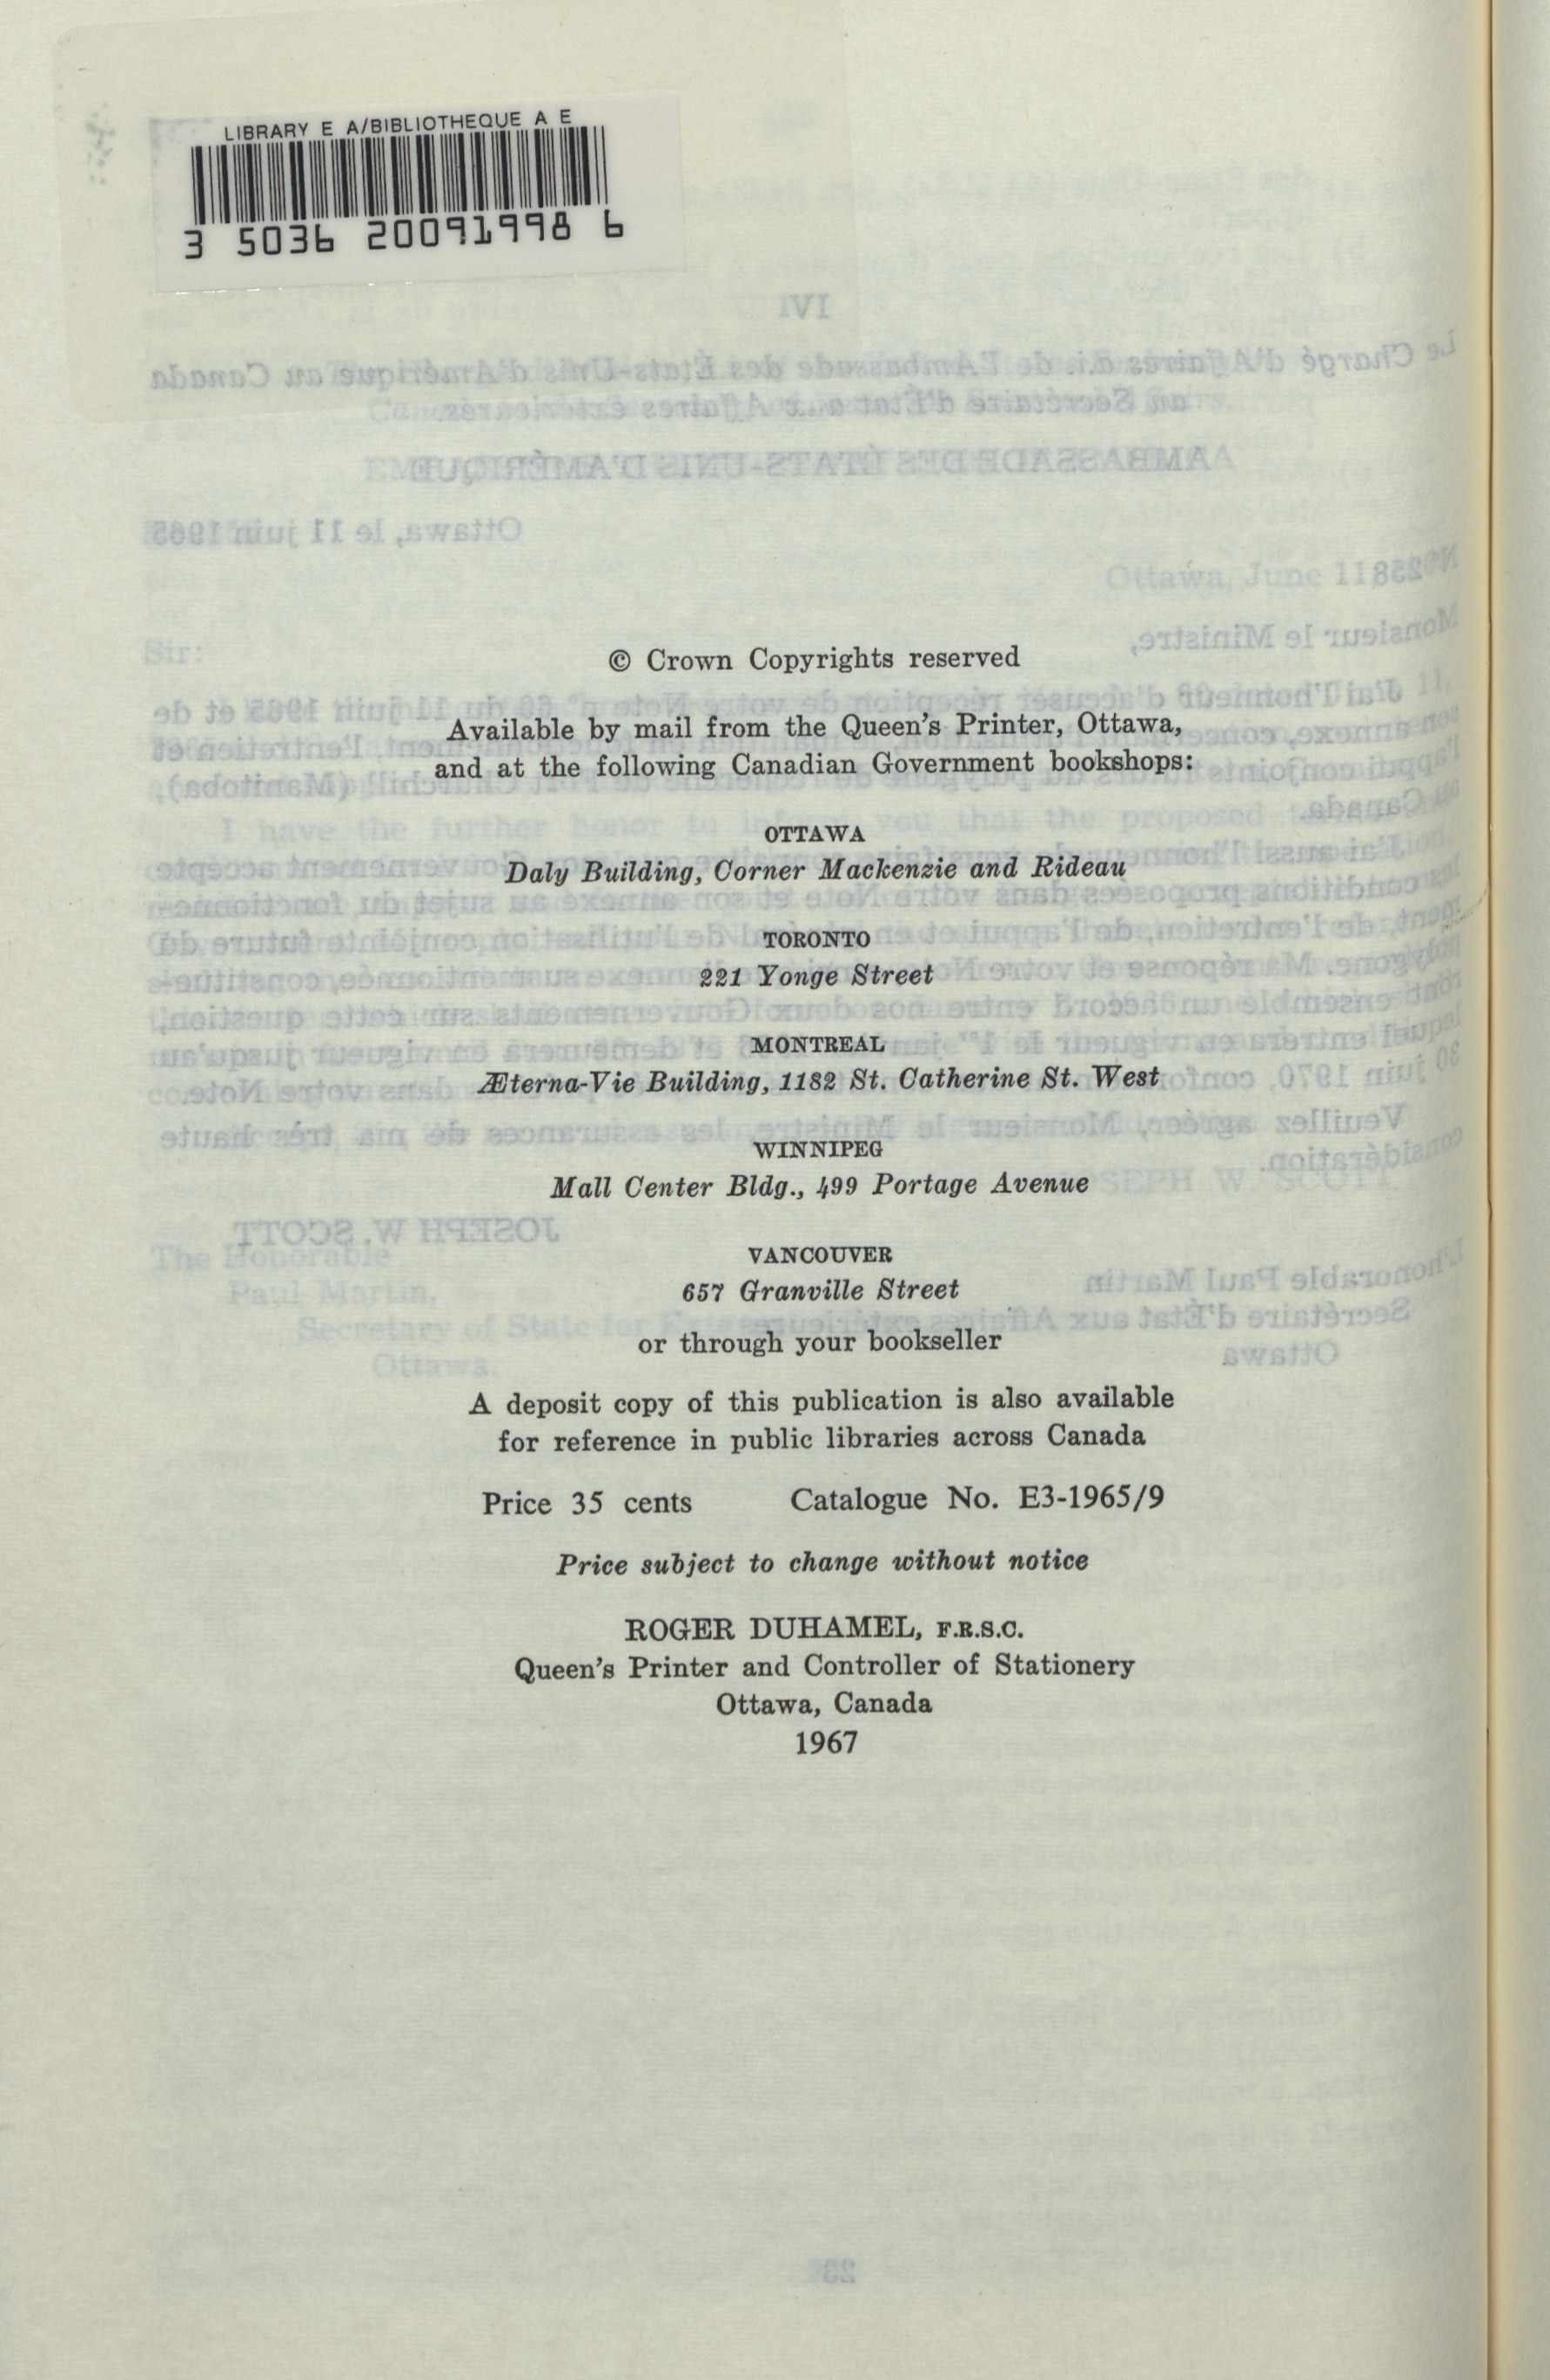 LIBRARY E A/BIBLIOTHEQUE A E
3 5036 20091998 6
© Crown Copyrights reserved
Available by mail from the Queen's Printer, Ottawa,
and at the following Canadian Government bookshops:
OTTAWA
Daly Building, Corner Mackenzie and Rideau
TORONTO
221 Yonge Street
MONTREAL
Æterna-Vie Building, 1182 St. Catherine St. West
WINNIPEG
Mall Center Bldg., 499 Portage Avenue
VANCOUVER
657 Granville Street
or through your bookseller
A deposit copy of this publication is also available
for reference in public libraries across Canada
Price 35 cents Catalogue No. E3-1965/9
Price subject to change without notice
ROGER DUHAMEL, F.R.S.C.
Queen's Printer and Controller of Stationery
Ottawa, Canada
1967